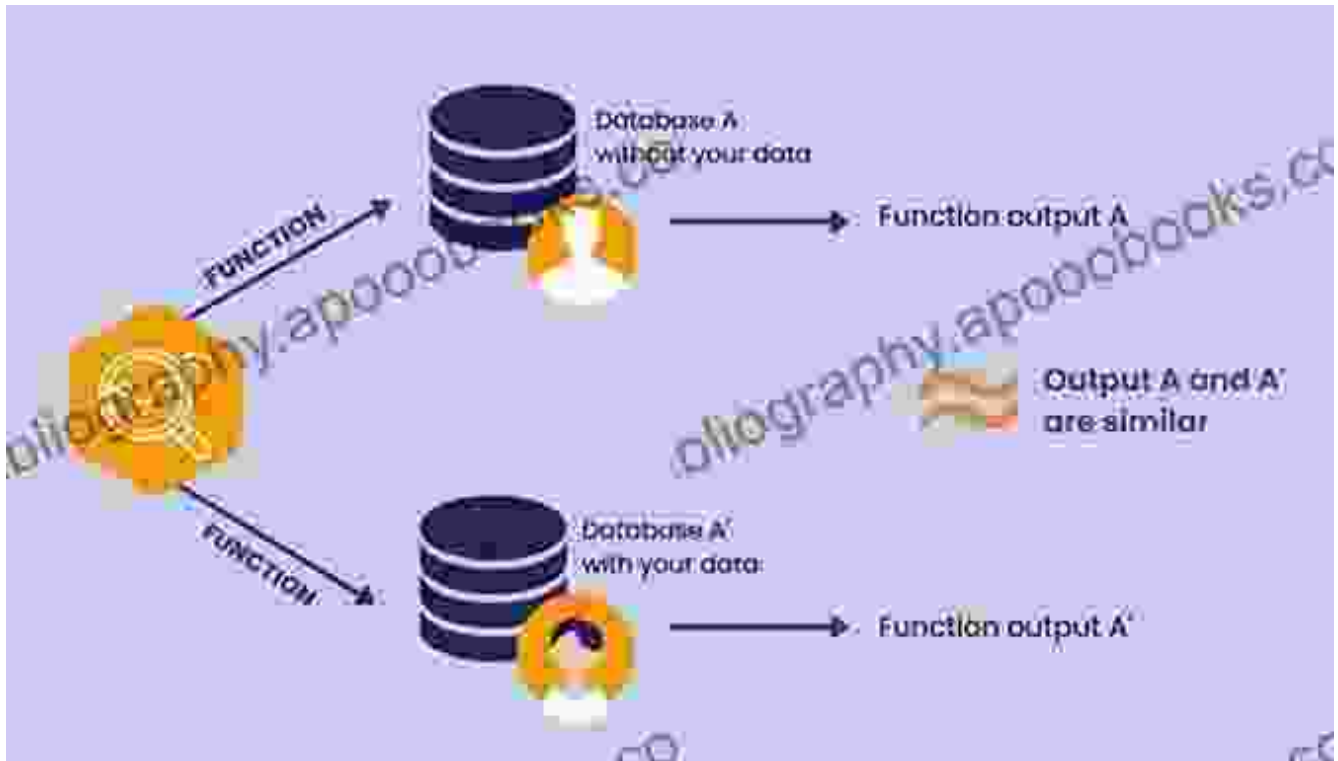 Database A
without your data
FUNCTION
Function output A
Output A and A'
are similar
FUNCTION
Database A'
with your data
Function output A'